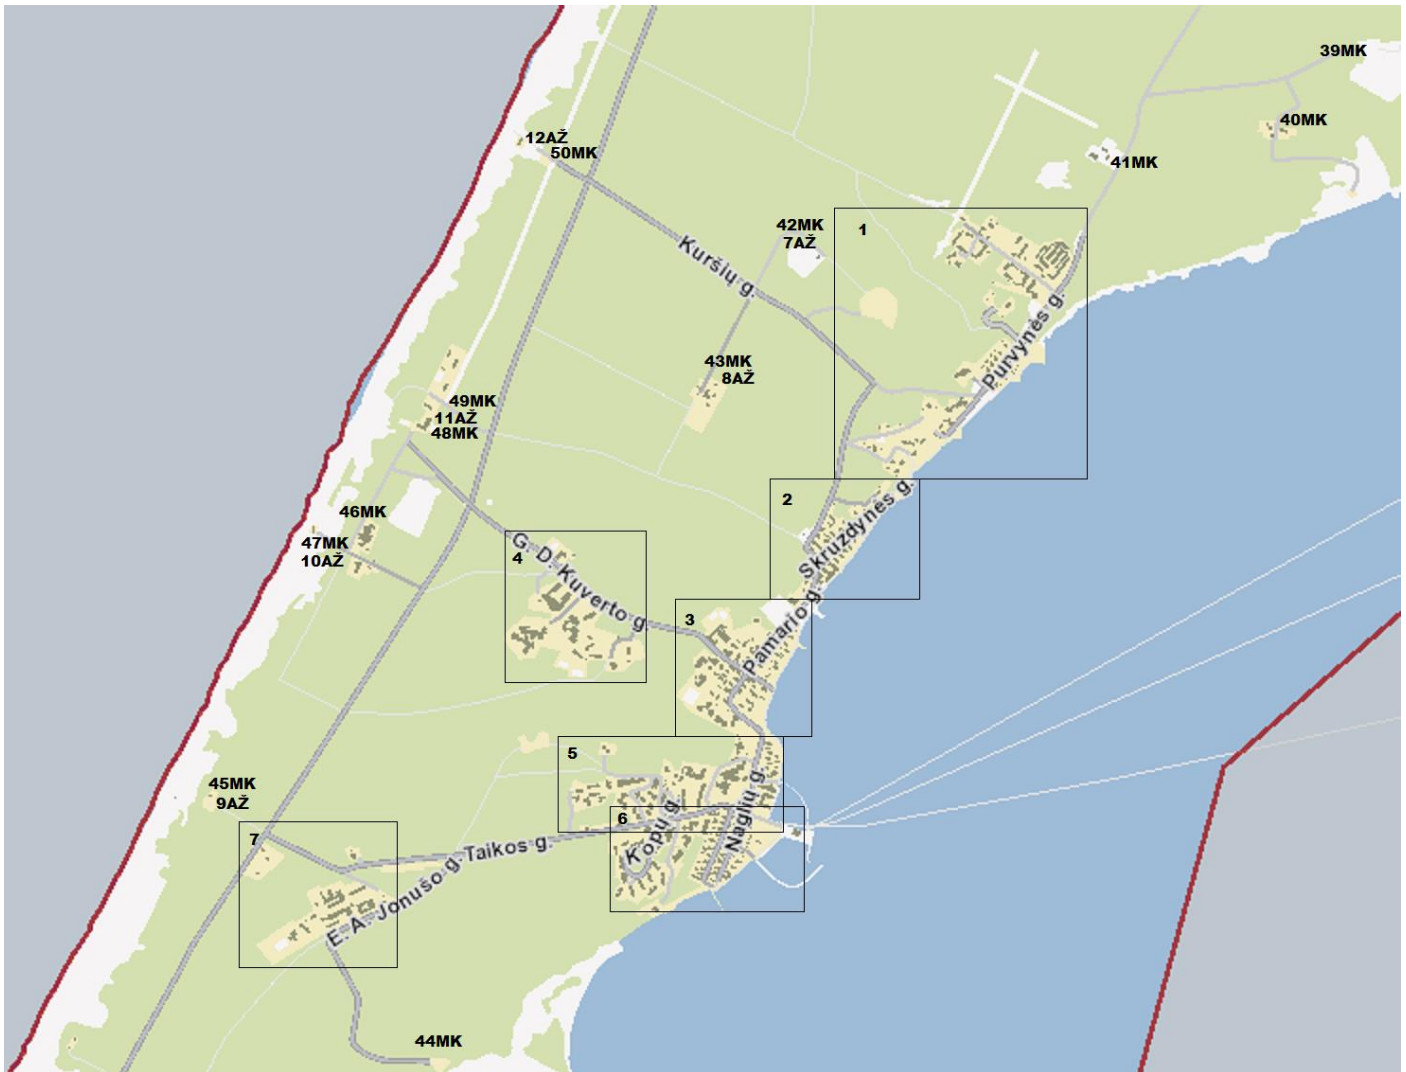 39MK
40MK
12AŽ
50MK
41MK
42MK
7AŽ
1
Kuršių g.
Purvynės g.
43MK
8AŽ
49MK
11AŽ
48MK
2
Skruzdynės g.
46MK
47MK
10AŽ
4
G. D. Kuverto g.
3
Pamario g.
5
45MK
9AŽ
6
Kopų g.
Naglių g.
7
Taikos g.
E. A. Jonušo g.
44MK